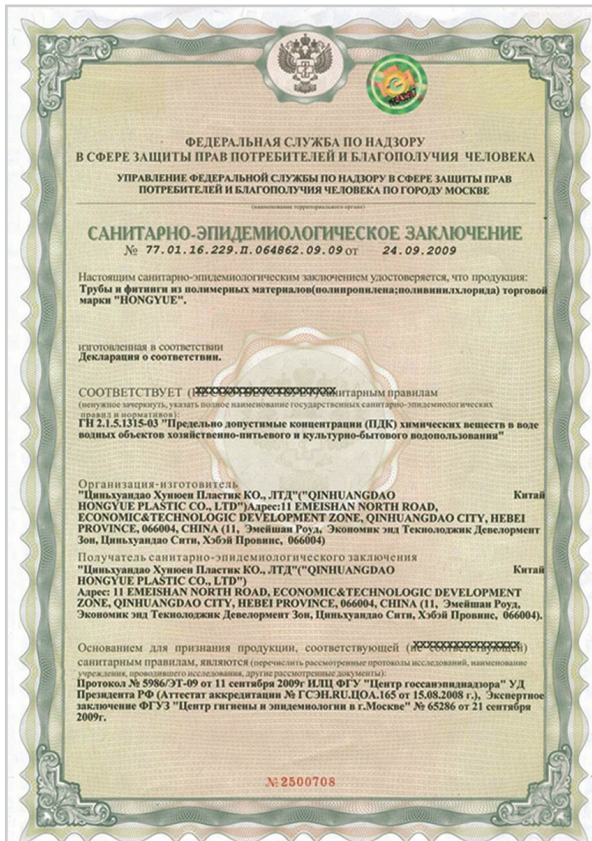 ФЕДЕРАЛЬНАЯ СЛУЖБА ПО НАДЗОРУ
В СФЕРЕ ЗАЩИТЫ ПРАВ ПОТРЕБИТЕЛЕЙ И БЛАГОПОЛУЧИЯ ЧЕЛОВЕКА
УПРАВЛЕНИЕ ФЕДЕРАЛЬНОЙ СЛУЖБЫ ПО НАДЗОРУ В СФЕРЕ ЗАЩИТЫ ПРАВ
ПОТРЕБИТЕЛЕЙ И БЛАГОПОЛУЧИЯ ЧЕЛОВЕКА ПО ГОРОДУ МОСКВЕ
(наименование территориального органа)
САНИТАРНО-ЭПИДЕМИОЛОГИЧЕСКОЕ ЗАКЛЮЧЕНИЕ
№ 77.01.16.229.П.064862.09.09 от 24.09.2009
Настоящим санитарно-эпидемиологическим заключением удостоверяется, что продукция:
Трубы и фитинги из полимерных материалов(полипропилена;поливинилхлорида) торговой
марки "HONGYUE".
изготовленная в соответствии
Декларация о соответствии.
СООТВЕТСТВУЕТ (НЕ СООТВЕТСТВУЕТ) санитарным правилам
(ненужное зачеркнуть, указать полное наименование государственных санитарно-эпидемиологических
правил и нормативов):
ГН 2.1.5.1315-03 "Предельно допустимые концентрации (ПДК) химических веществ в воде
водных объектов хозяйственно-питьевого и культурно-бытового водопользования"
Организация-изготовитель
"Циньхуандао Хунюен Пластик КО., ЛТД"("QINHUANGDAO Китай
HONGYUE PLASTIC CO., LTD")Адрес:11 EMEISHAN NORTH ROAD,
ECONOMIC&TECHNOLOGIC DEVELOPMENT ZONE, QINHUANGDAO CITY, HEBEI
PROVINCE, 066004, CHINA (11, Эмейшан Роуд, Экономик энд Текнолоджик Девелормент
Зон, Циньхуандао Сити, Хэбэй Провинс, 066004)
Получатель санитарно-эпидемиологического заключения
"Циньхуандао Хунюен Пластик КО., ЛТД"("QINHUANGDAO Китай
HONGYUE PLASTIC CO., LTD")
Адрес: 11 EMEISHAN NORTH ROAD, ECONOMIC&TECHNOLOGIC DEVELOPMENT
ZONE, QINHUANGDAO CITY, HEBEI PROVINCE, 066004, CHINA (11, Эмейшан Роуд,
Экономик энд Текнолоджик Девелормент Зон, Циньхуандао Сити, Хэбэй Провинс, 066004).
Основанием для признания продукции, соответствующей (не соответствующей)
санитарным правилам, являются (перечислить рассмотренные протоколы исследований, наименование
учреждения, проводившего исследования, другие рассмотренные документы):
Протокол № 5986/ЭТ-09 от 11 сентября 2009г ИЛЦ ФГУ "Центр госсанэпиднадзора" УД
Президента РФ (Аттестат аккредитации № ГСЭН.RU.ЦОА.165 от 15.08.2008 г.), Экспертное
заключение ФГУЗ "Центр гигиены и эпидемиологии в г.Москве" № 65286 от 21 сентября
2009г.
№2500708